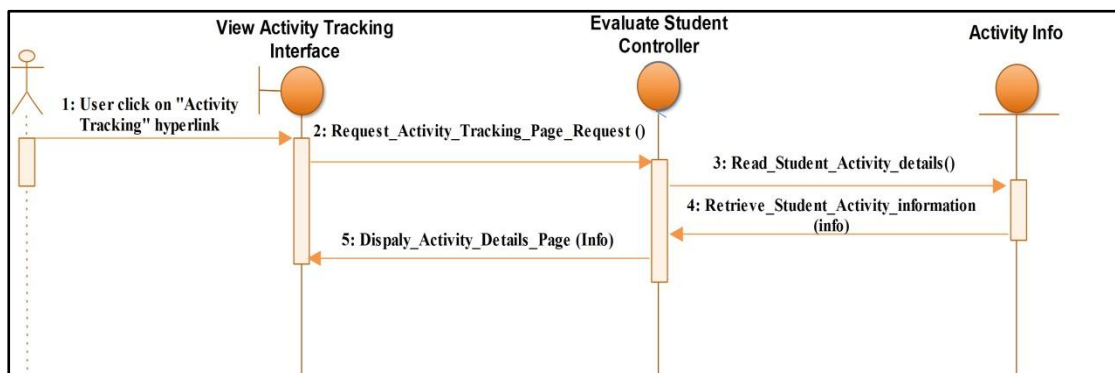 View Activity Tracking
Interface
Evaluate Student
Controller
Activity Info
1: User click on "Activity
Tracking" hyperlink
2: Request_Activity_Tracking_Page_Request ()
3: Read_Student_Activity_details()
4: Retrieve_Student_Activity_information
(info)
5: Dispaly_Activity_Details_Page (Info)